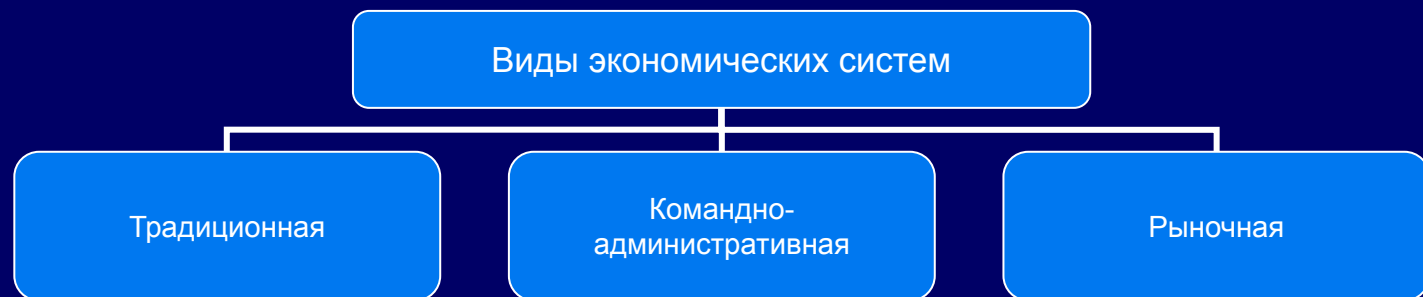 Виды экономических систем
Традиционная
Командно-
административная
Рыночная